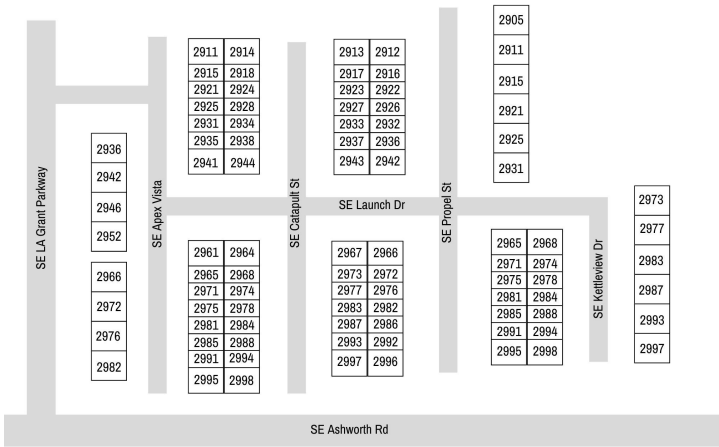 2905
2911 2914 2913 2912
2911
2915 2918 2917 2916
2915
2921 2924 2923 2922
2925 2928 2927 2926
2921
2931 2934 2933 2932
2925
2935 2938 2937 2936
2936
2941 2944 2943 2942
2931
2942
2946
SE Launch Dr
2973
2952
2977
2961 2964 2967 2966 2965 2968
2983
2966
2965 2968 2973 2972 2971 2974
2971 2974 2977 2976 2975 2978
2987
2972
2975 2978 2983 2982 2981 2984
2981 2984 2987 2986 2985 2988
2993
2976
2985 2988 2993 2992 2991 2994
2991 2994 2997 2996 2995 2998
2997
2982
2995 2998
SE LA Grant Parkway
SE Apex Vista
SE Catapult St
SE Propel St
SE Kettleview Dr
SE Ashworth Rd